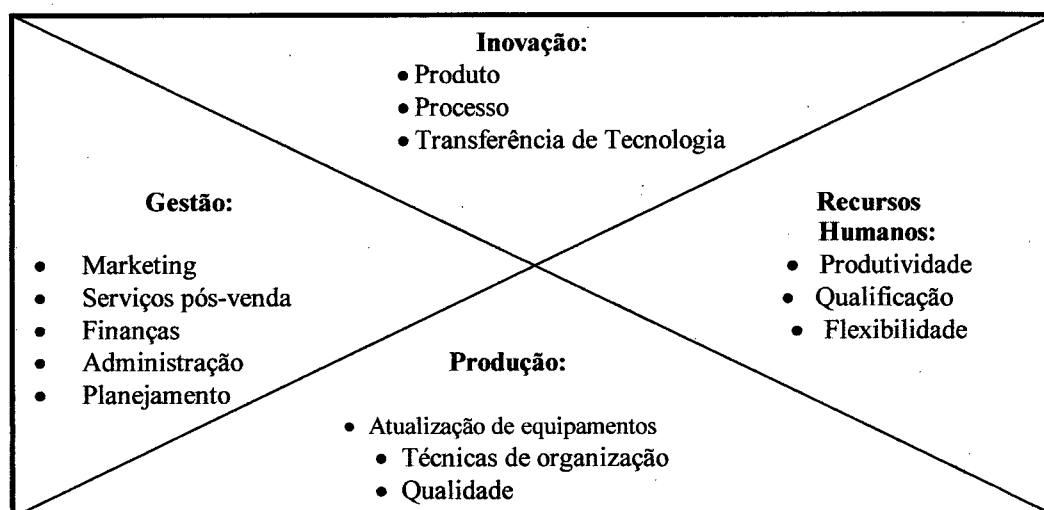 Inovação:
• Produto
• Processo
• Transferência de Tecnologia
Gestão:
• Marketing
• Serviços pós-venda
• Finanças
• Administração
• Planejamento
Recursos
Humanos:
• Produtividade
• Qualificação
• Flexibilidade
Produção:
• Atualização de equipamentos
• Técnicas de organização
• Qualidade